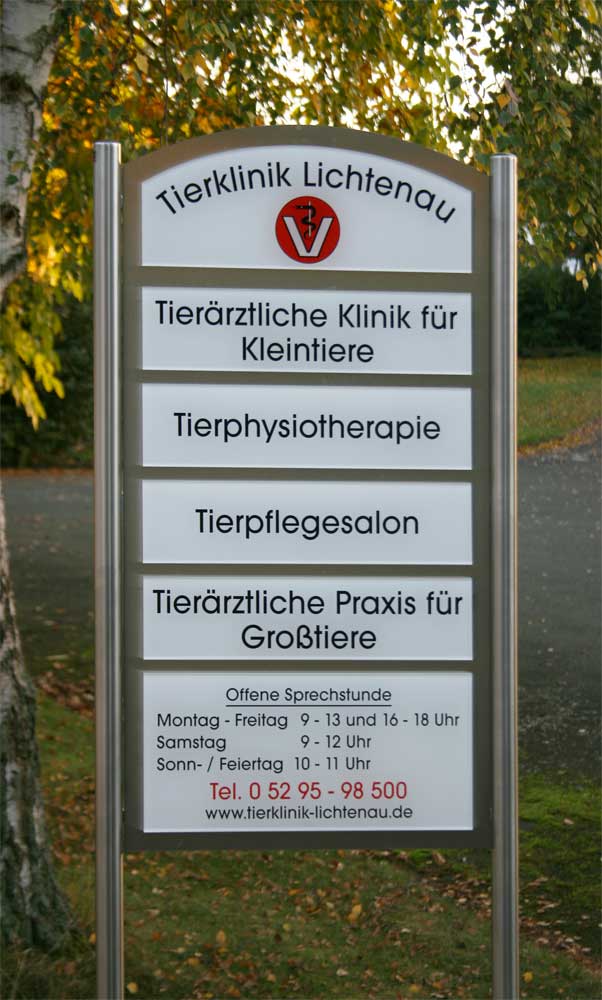 Tierklinik Lichtenau
V
Tierärztliche Klinik für
Kleintiere
Tierphysiotherapie
Tierpflegesalon
Tierärztliche Praxis für
Großtiere
Offene Sprechstunde
Montag - Freitag 9 - 13 und 16 - 18 Uhr
Samstag 9 - 12 Uhr
Sonn- / Feiertag 10 - 11 Uhr
Tel. 0 52 95 - 98 500
www.tierklinik-lichtenau.de